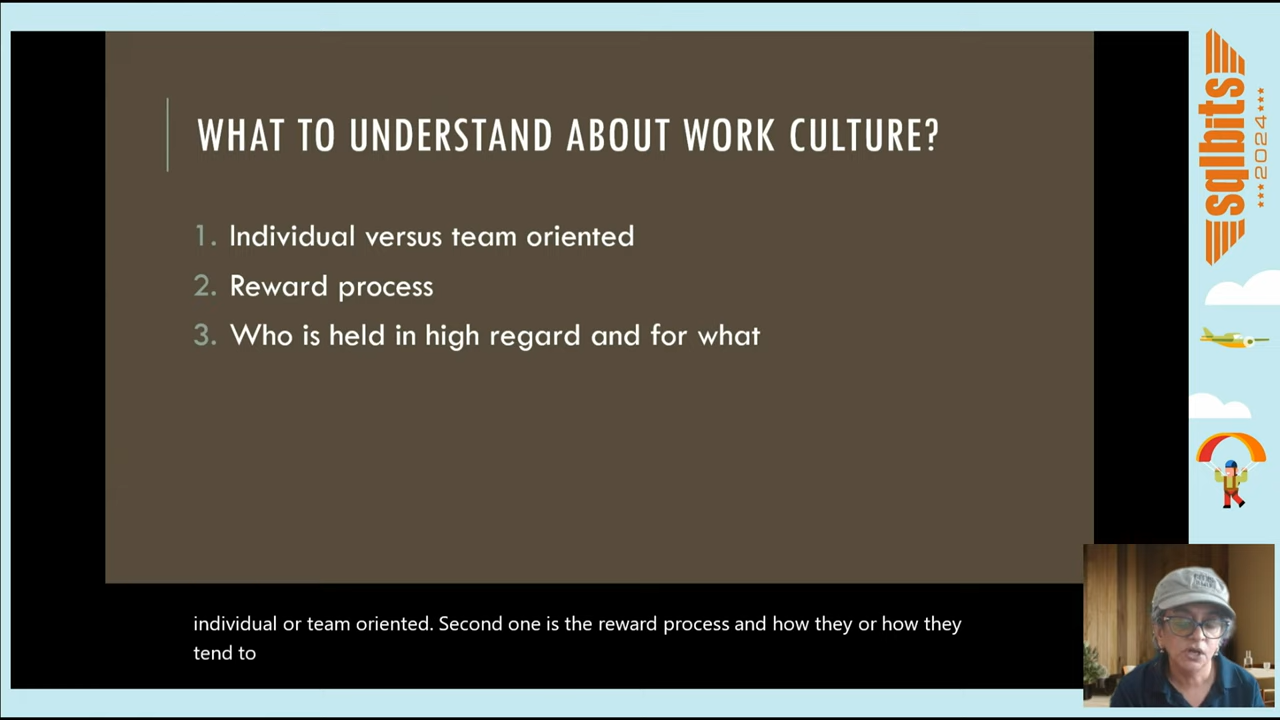 WHAT TO UNDERSTAND ABOUT WORK CULTURE?
1. Individual versus team oriented
2. Reward process
3. Who is held in high regard and for what
individual or team oriented. Second one is the reward process and how they or how they
tend to
sqlbits
2024